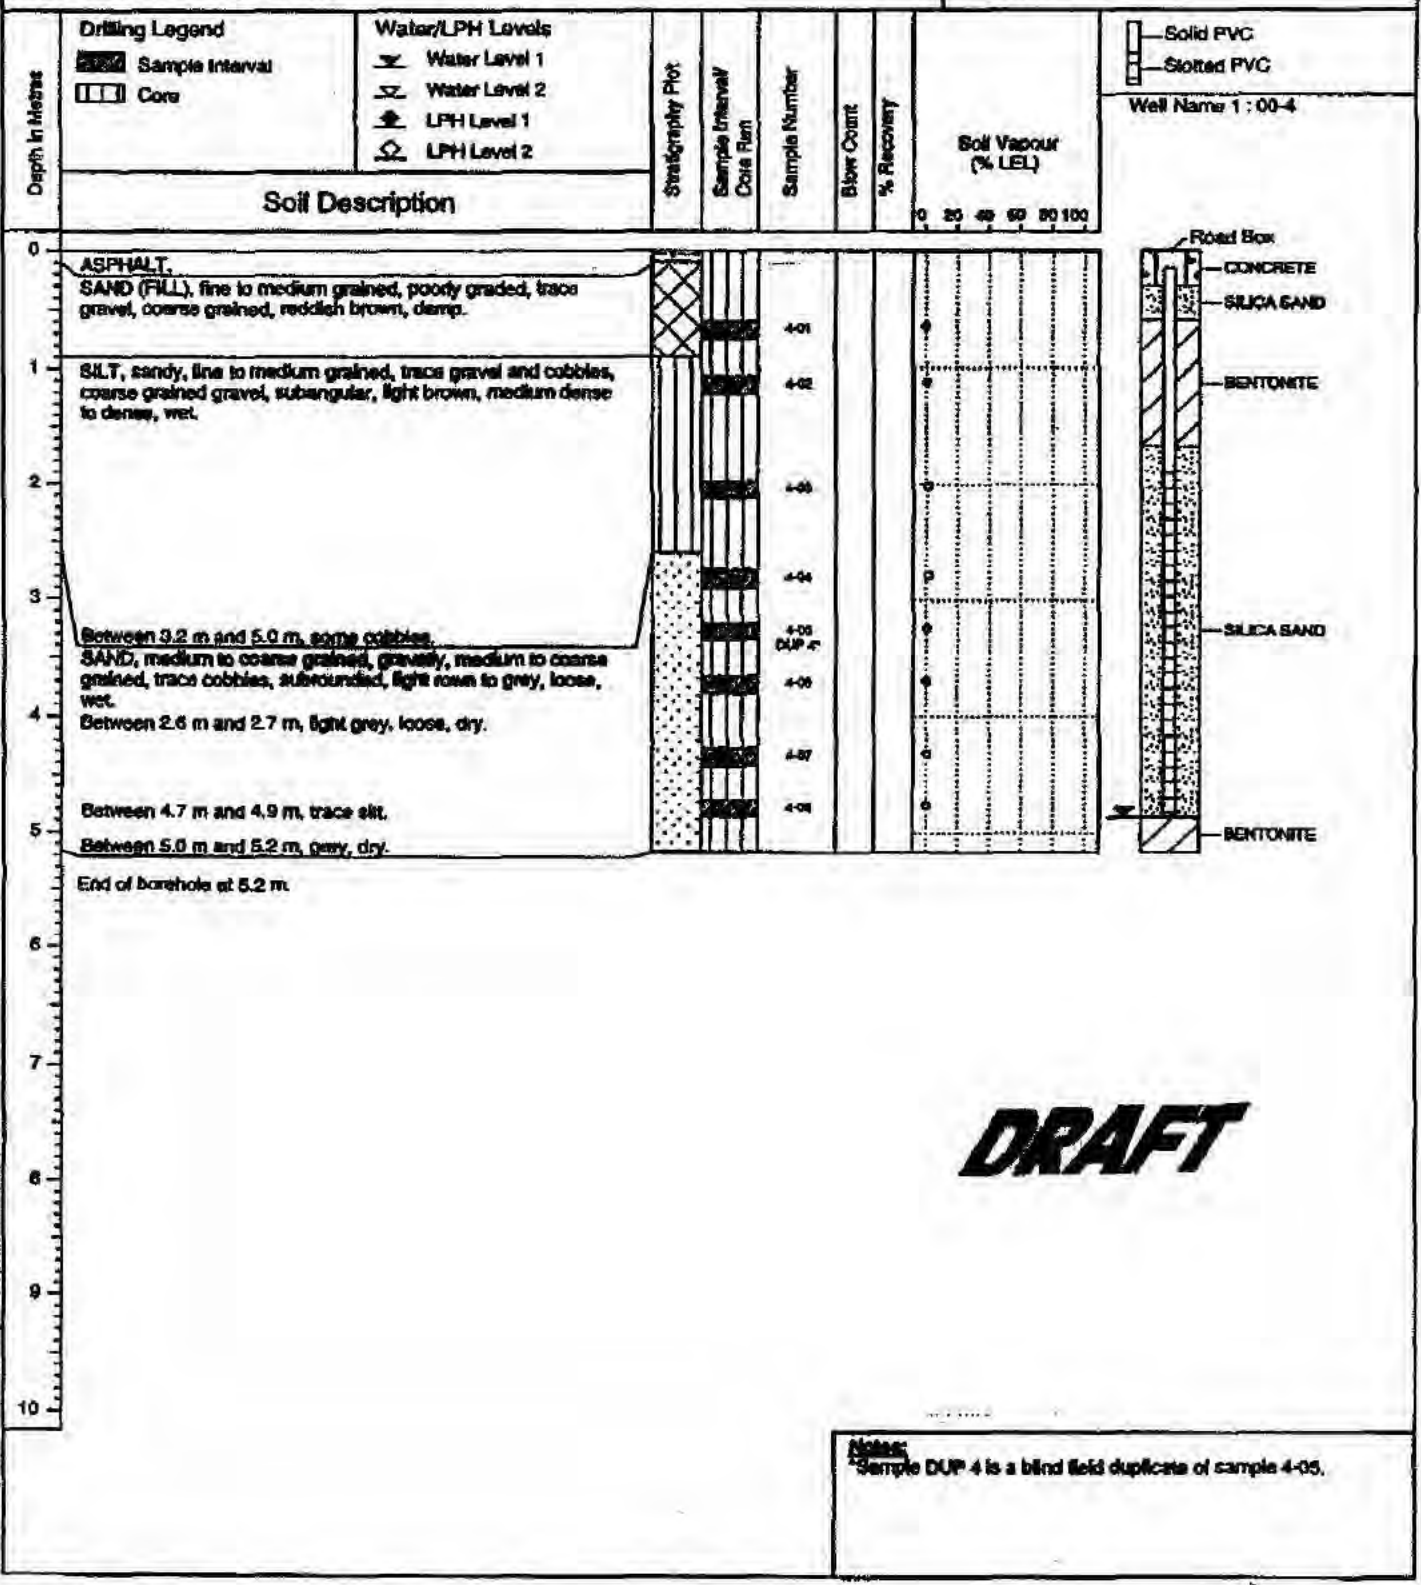 Drilling Legend
Sample Interval
Core
Water/LPH Levels
Water Level 1
Water Level 2
LPH Level 1
LPH Level 2
Depth in Metres
Soil Description
Stratigraphy Plot
Sample Interval/
Core Run
Sample Number
Blow Count
% Recovery
Soil Vapour
(% LEL)
0 20 40 60 80 100
Solid PVC
Slotted PVC
Well Name 1 : 00-4
Road Box
0
ASPHALT.
SAND (FILL), fine to medium grained, poorly graded, trace
gravel, coarse grained, reddish brown, damp.
4-01
CONCRETE
SILICA SAND
1
SILT, sandy, fine to medium grained, trace gravel and cobbles,
coarse grained gravel, subangular, light brown, medium dense
to dense, wet.
4-02
BENTONITE
2
4-03
4-04
3
Between 3.2 m and 5.0 m, some cobbles.
4-05
DUP 4*
SILICA SAND
SAND, medium to coarse grained, gravelly, medium to coarse
grained, trace cobbles, subrounded, light rown to grey, loose,
wet.
4-06
4
Between 2.6 m and 2.7 m, light grey, loose, dry.
4-07
Between 4.7 m and 4.9 m, trace silt.
4-08
5
Between 5.0 m and 5.2 m, grey, dry.
BENTONITE
End of borehole at 5.2 m.
6
7
8
9
10
DRAFT
Notes:
*Sample DUP 4 is a blind field duplicate of sample 4-05.